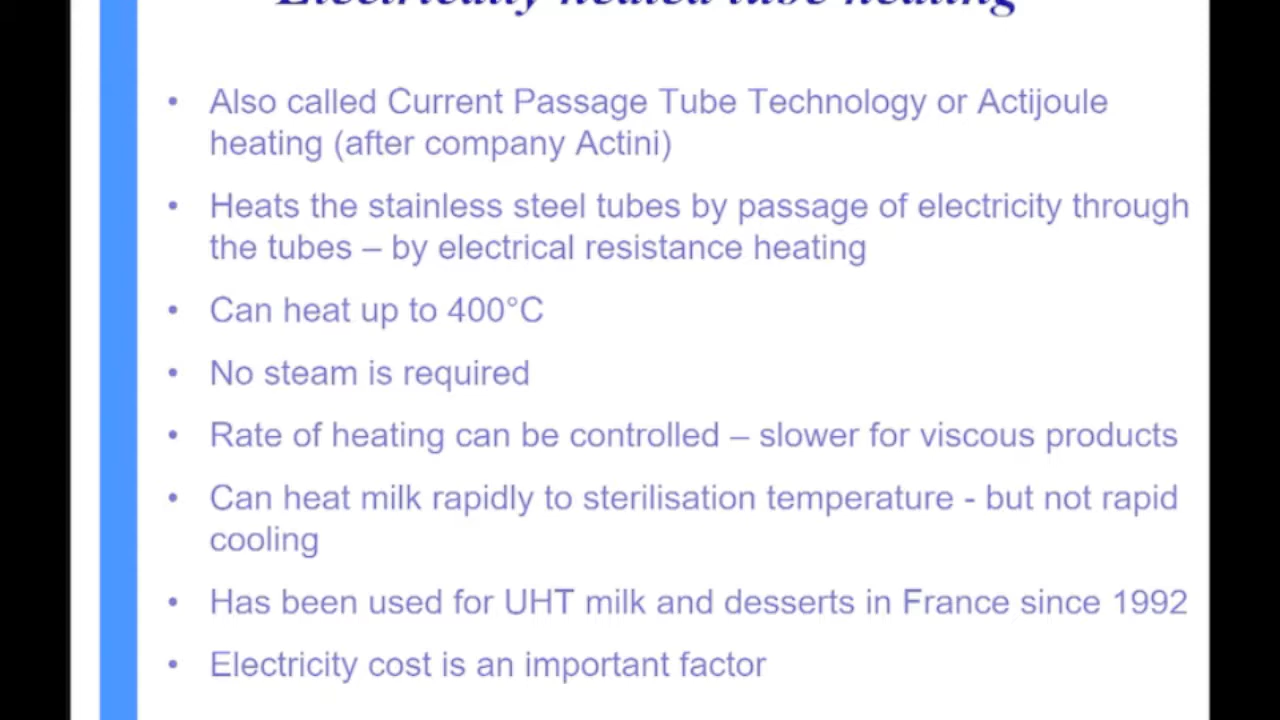 Electrically heated tube heating
• Also called Current Passage Tube Technology or Actijoule
heating (after company Actini)
• Heats the stainless steel tubes by passage of electricity through
the tubes – by electrical resistance heating
• Can heat up to 400°C
• No steam is required
• Rate of heating can be controlled – slower for viscous products
• Can heat milk rapidly to sterilisation temperature - but not rapid
cooling
• Has been used for UHT milk and desserts in France since 1992
• Electricity cost is an important factor